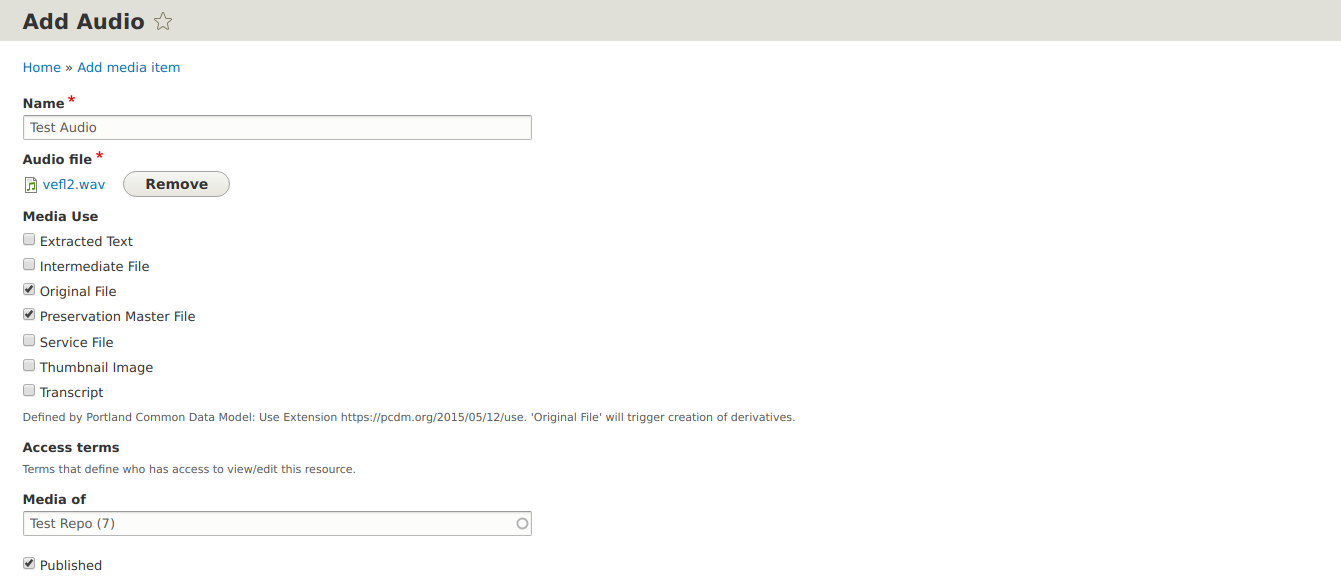 Add Audio
Home » Add media item
Name *
Test Audio
Audio file *
vefl2.wav Remove
Media Use
Extracted Text
Intermediate File
Original File
Preservation Master File
Service File
Thumbnail Image
Transcript
Defined by Portland Common Data Model: Use Extension https://pcdm.org/2015/05/12/use. 'Original File' will trigger creation of derivatives.
Access terms
Terms that define who has access to view/edit this resource.
Media of
Test Repo (7)
Published